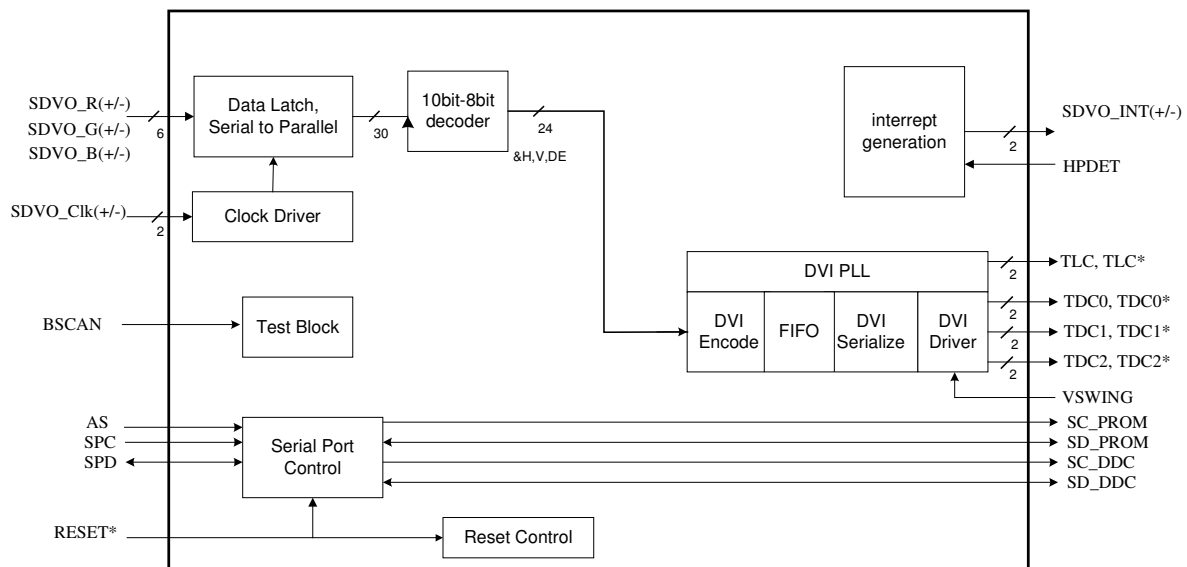 SDVO_R(+/-)
SDVO_G(+/-)
SDVO_B(+/-)
6
Data Latch,
Serial to Parallel
30
10bit-8bit
decoder
24
&H,V,DE
interrept
generation
2
SDVO_INT(+/-)
HPDET
SDVO_Clk(+/-)
2
Clock Driver
BSCAN
Test Block
DVI PLL
DVI
Encode
FIFO
DVI
Serialize
DVI
Driver
2
TLC, TLC*
2
TDC0, TDC0*
2
TDC1, TDC1*
2
TDC2, TDC2*
VSWING
AS
SPC
SPD
Serial Port
Control
SC_PROM
SD_PROM
SC_DDC
SD_DDC
RESET*
Reset Control